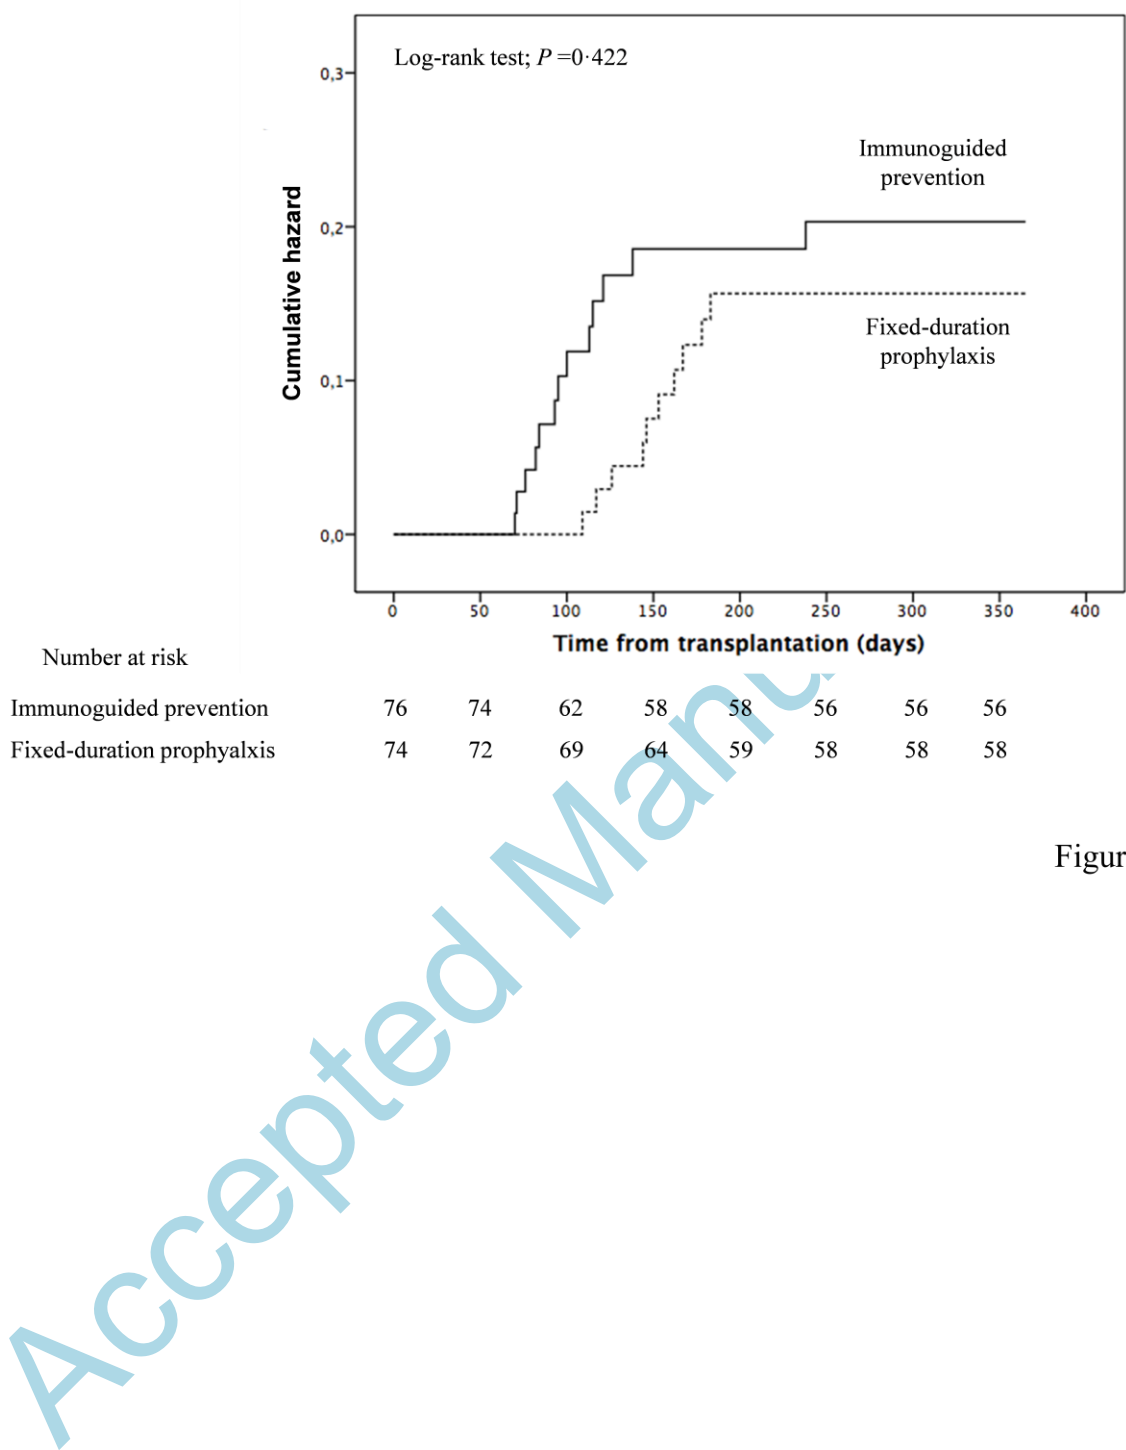 Log-rank test; P =0·422
0,3
Immunoguided
prevention
0,2
Cumulative hazard
Fixed-duration
prophylaxis
0,1
0,0
0 50 100 150 200 250 300 350 400
Time from transplantation (days)
Number at risk
Immunoguided prevention 76 74 62 58 58 56 56 56
Fixed-duration prophyalxis 74 72 69 64 59 58 58 58
Figur
Accepted Manu